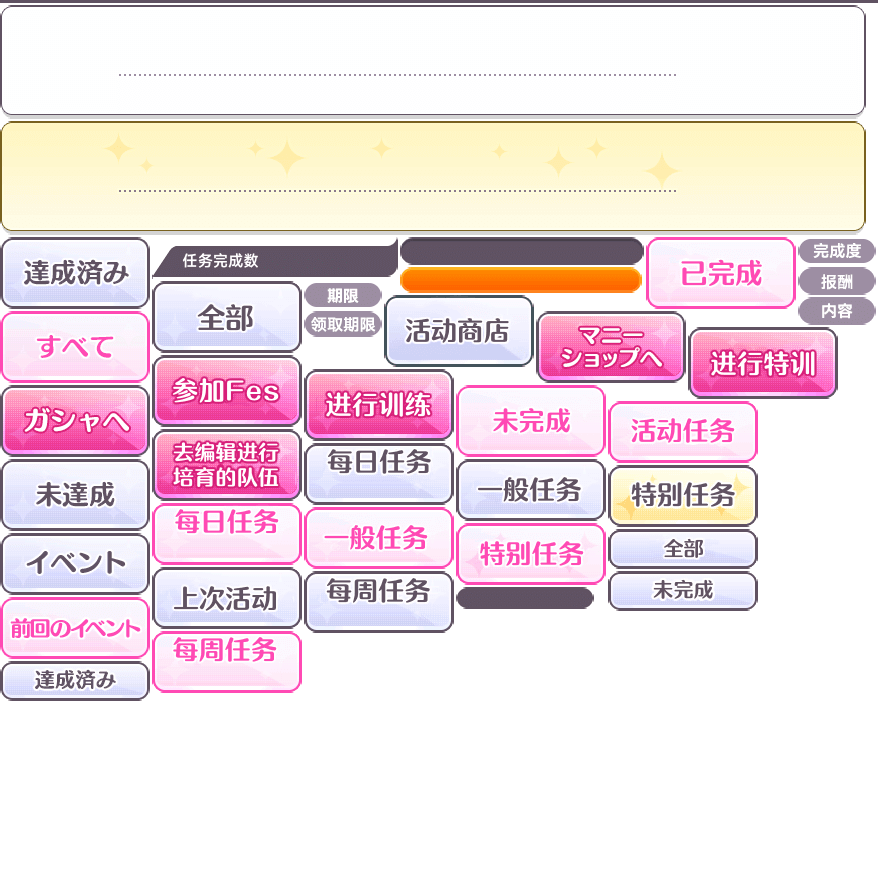 達成済み
任务完成数
已完成
完成度
报酬
内容
すべて
全部
期限
领取期限
活动商店
マニー
ショップへ
进行特训
ガシャへ
参加Fes
进行训练
未完成
活动任务
未達成
去编辑进行
培育的队伍
每日任务
一般任务
特别任务
イベント
每日任务
一般任务
特别任务
全部
未完成
前回のイベント
上次活动
每周任务
達成済み
每周任务